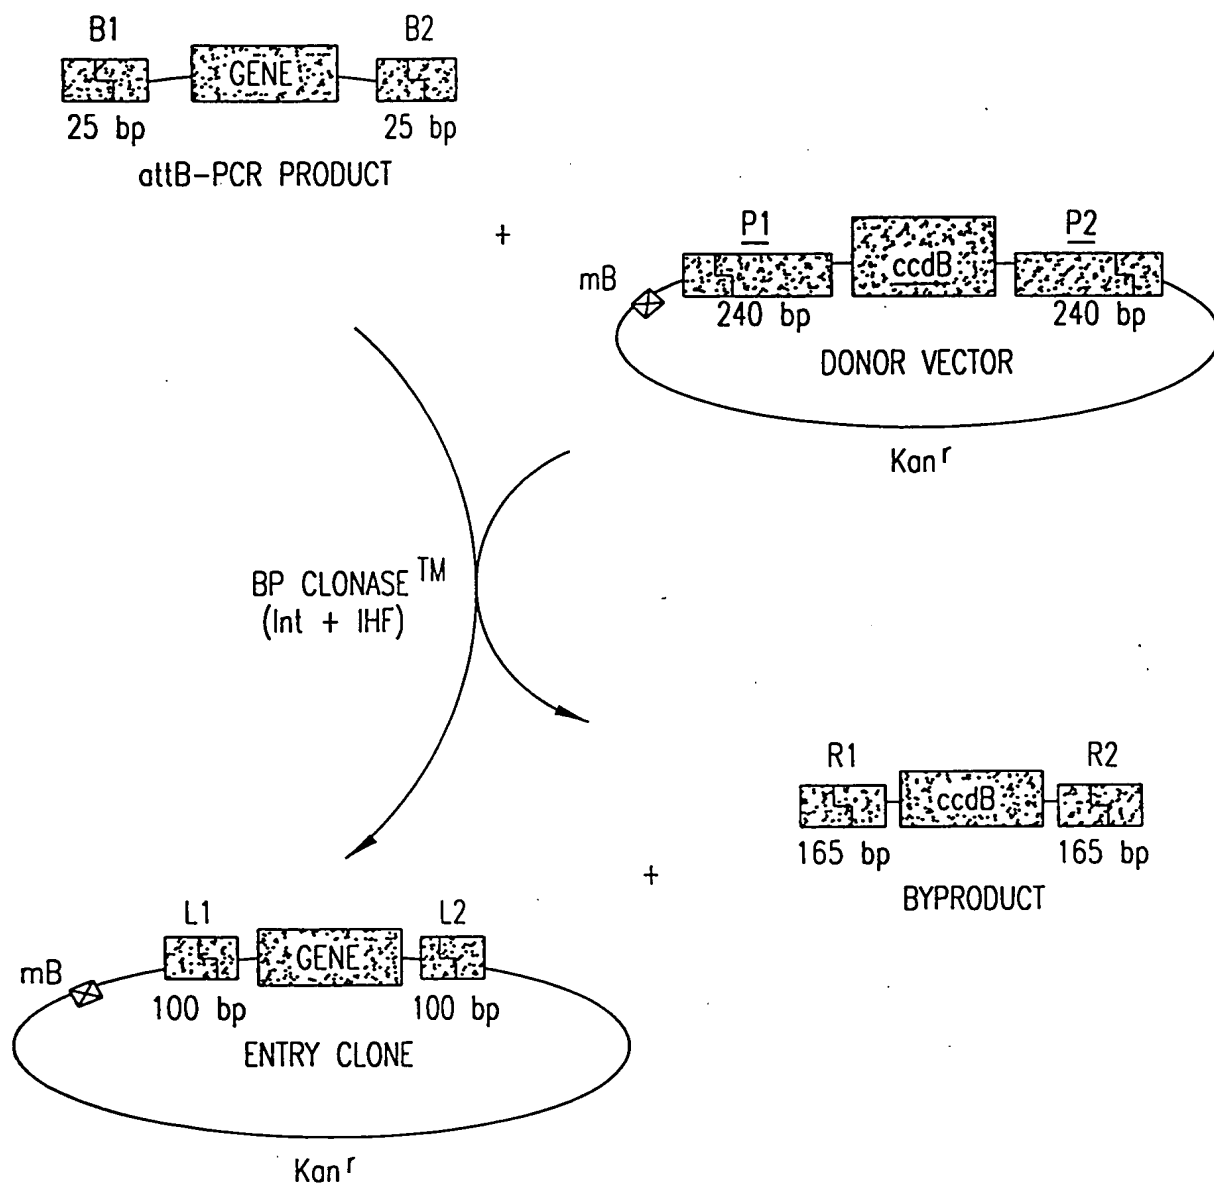 B1
B2
GENE
25 bp
25 bp
attB-PCR PRODUCT
+
P1
P2
mB
ccdB
240 bp
240 bp
DONOR VECTOR
Kan r
BP CLONASE TM
(Int + IHF)
R1
R2
ccdB
165 bp
165 bp
BYPRODUCT
+
L1
L2
mB
GENE
100 bp
100 bp
ENTRY CLONE
Kan r